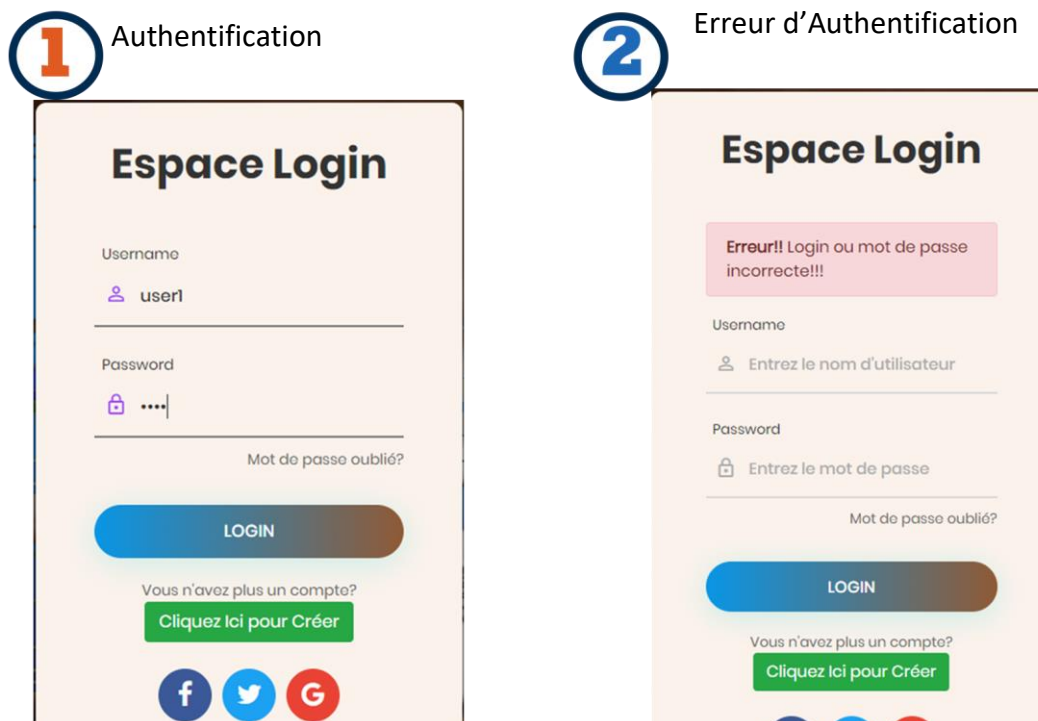 1
Authentification
Espace Login
Username
user1
Password
••••
Mot de passe oublié?
LOGIN
Vous n'avez plus un compte?
Cliquez Ici pour Créer
f
G
2
Erreur d’Authentification
Espace Login
Erreur!! Login ou mot de passe
incorrecte!!!
Username
Entrez le nom d'utilisateur
Password
Entrez le mot de passe
Mot de passe oublié?
LOGIN
Vous n'avez plus un compte?
Cliquez Ici pour Créer